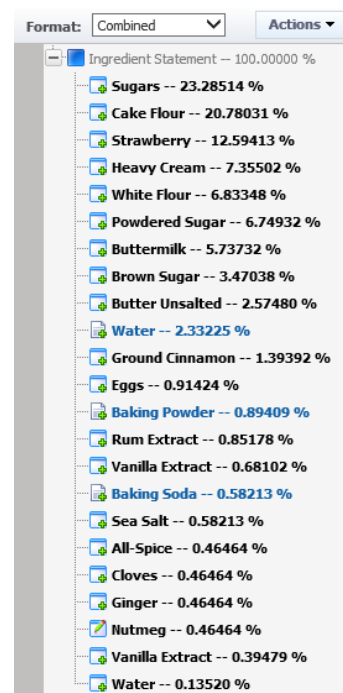 Format: Combined Actions
Ingredient Statement -- 100.00000 %
Sugars -- 23.28514 %
Cake Flour -- 20.78031 %
Strawberry -- 12.59413 %
Heavy Cream -- 7.35502 %
White Flour -- 6.83348 %
Powdered Sugar -- 6.74932 %
Buttermilk -- 5.73732 %
Brown Sugar -- 3.47038 %
Butter Unsalted -- 2.57480 %
Water -- 2.33225 %
Ground Cinnamon -- 1.39392 %
Eggs -- 0.91424 %
Baking Powder -- 0.89409 %
Rum Extract -- 0.85178 %
Vanilla Extract -- 0.68102 %
Baking Soda -- 0.58213 %
Sea Salt -- 0.58213 %
All-Spice -- 0.46464 %
Cloves -- 0.46464 %
Ginger -- 0.46464 %
Nutmeg -- 0.46464 %
Vanilla Extract -- 0.39479 %
Water -- 0.13520 %